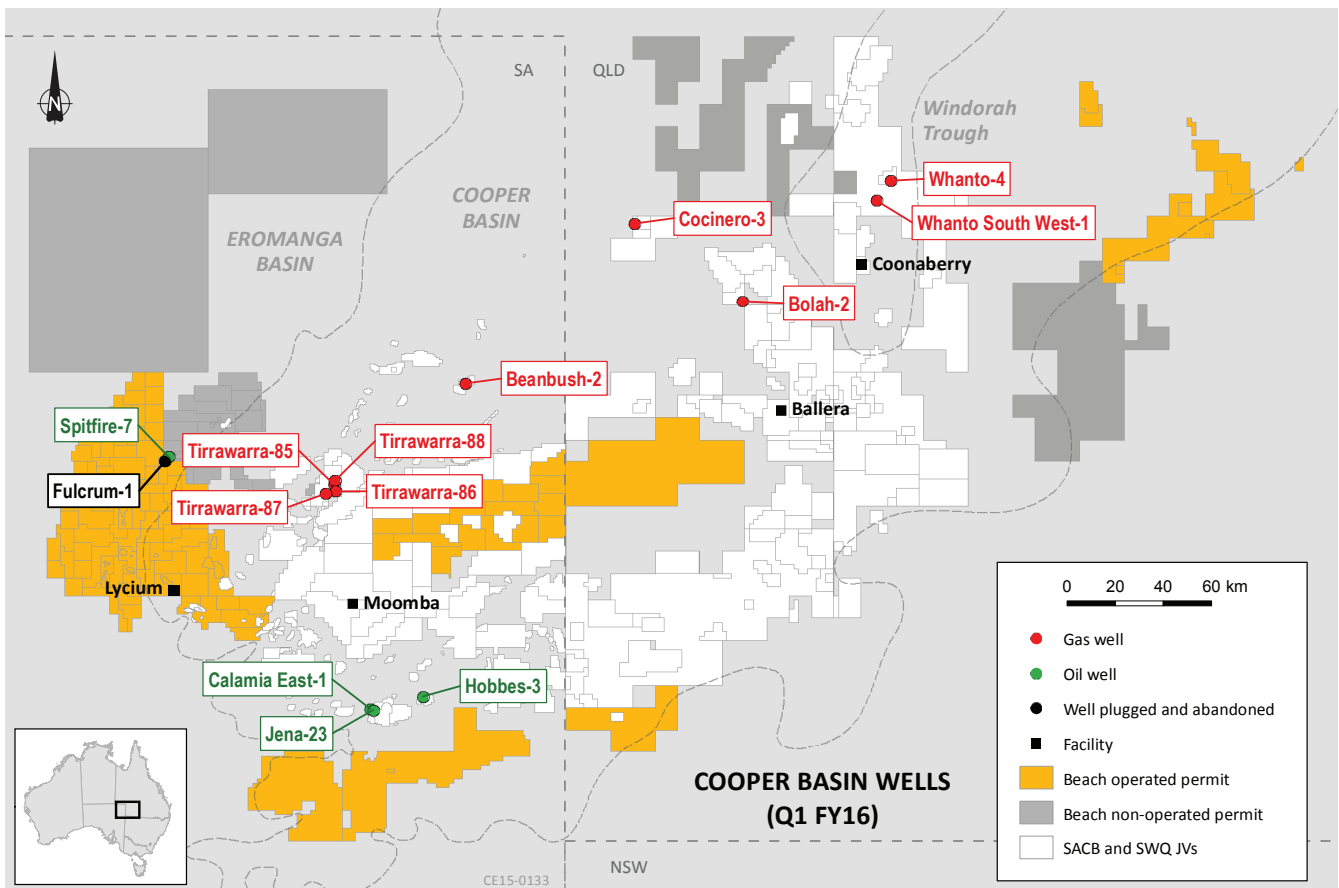 SA
QLD
N
Windorah
Trough
COOPER
BASIN
EROMANGA
BASIN
Whanto-4
Whanto South West-1
Cocinero-3
Coonaberry
Bolah-2
Beanbush-2
Ballera
Spitfire-7
Tirrawarra-85
Tirrawarra-88
Fulcrum-1
Tirrawarra-87
Tirrawarra-86
Lycium
Moomba
Calamia East-1
Hobbes-3
Jena-23
COOPER BASIN WELLS
(Q1 FY16)
NSW
CE15-0133
0 20 40 60 km
Gas well
Oil well
Well plugged and abandoned
Facility
Beach operated permit
Beach non-operated permit
SACB and SWQ JVs